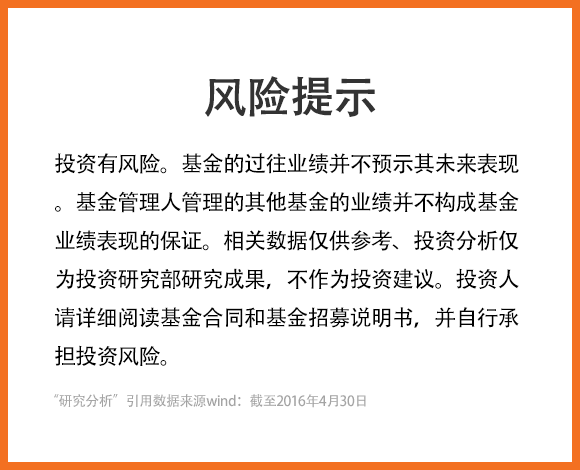 风险提示
投资有风险。基金的过往业绩并不预示其未来表现
。基金管理人管理的其他基金的业绩并不构成基金
业绩表现的保证。相关数据仅供参考、投资分析仅
为投资研究部研究成果，不作为投资建议。投资人
请详细阅读基金合同和基金招募说明书，并自行承
担投资风险。
“研究分析”引用数据来源wind：截至2016年4月30日